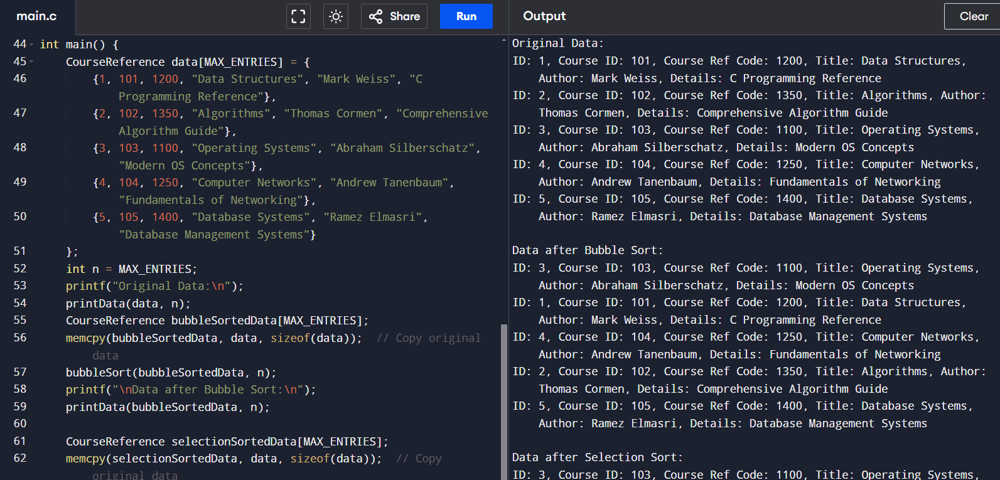 main.c
Share
Run
Output
Clear
44 int main() {
45 CourseReference data[MAX_ENTRIES] = {
46 {1, 101, 1200, "Data Structures", "Mark Weiss", "C
Programming Reference"},
47 {2, 102, 1350, "Algorithms", "Thomas Cormen", "Comprehensive
Algorithm Guide"},
48 {3, 103, 1100, "Operating Systems", "Abraham Silberschatz",
"Modern OS Concepts"},
49 {4, 104, 1250, "Computer Networks", "Andrew Tanenbaum",
"Fundamentals of Networking"},
50 {5, 105, 1400, "Database Systems", "Ramez Elmasri",
"Database Management Systems"}
51 };
52 int n = MAX_ENTRIES;
53 printf("Original Data:\n");
54 printData(data, n);
55 CourseReference bubbleSortedData[MAX_ENTRIES];
56 memcpy(bubbleSortedData, data, sizeof(data)); // Copy original
data
57 bubbleSort(bubbleSortedData, n);
58 printf("\nData after Bubble Sort:\n");
59 printData(bubbleSortedData, n);
60
61 CourseReference selectionSortedData[MAX_ENTRIES];
62 memcpy(selectionSortedData, data, sizeof(data)); // Copy
original data
Original Data:
ID: 1, Course ID: 101, Course Ref Code: 1200, Title: Data Structures,
Author: Mark Weiss, Details: C Programming Reference
ID: 2, Course ID: 102, Course Ref Code: 1350, Title: Algorithms, Author:
Thomas Cormen, Details: Comprehensive Algorithm Guide
ID: 3, Course ID: 103, Course Ref Code: 1100, Title: Operating Systems,
Author: Abraham Silberschatz, Details: Modern OS Concepts
ID: 4, Course ID: 104, Course Ref Code: 1250, Title: Computer Networks,
Author: Andrew Tanenbaum, Details: Fundamentals of Networking
ID: 5, Course ID: 105, Course Ref Code: 1400, Title: Database Systems,
Author: Ramez Elmasri, Details: Database Management Systems
Data after Bubble Sort:
ID: 3, Course ID: 103, Course Ref Code: 1100, Title: Operating Systems,
Author: Abraham Silberschatz, Details: Modern OS Concepts
ID: 1, Course ID: 101, Course Ref Code: 1200, Title: Data Structures,
Author: Mark Weiss, Details: C Programming Reference
ID: 4, Course ID: 104, Course Ref Code: 1250, Title: Computer Networks,
Author: Andrew Tanenbaum, Details: Fundamentals of Networking
ID: 2, Course ID: 102, Course Ref Code: 1350, Title: Algorithms, Author:
Thomas Cormen, Details: Comprehensive Algorithm Guide
ID: 5, Course ID: 105, Course Ref Code: 1400, Title: Database Systems,
Author: Ramez Elmasri, Details: Database Management Systems
Data after Selection Sort:
ID: 3, Course ID: 103, Course Ref Code: 1100, Title: Operating Systems,